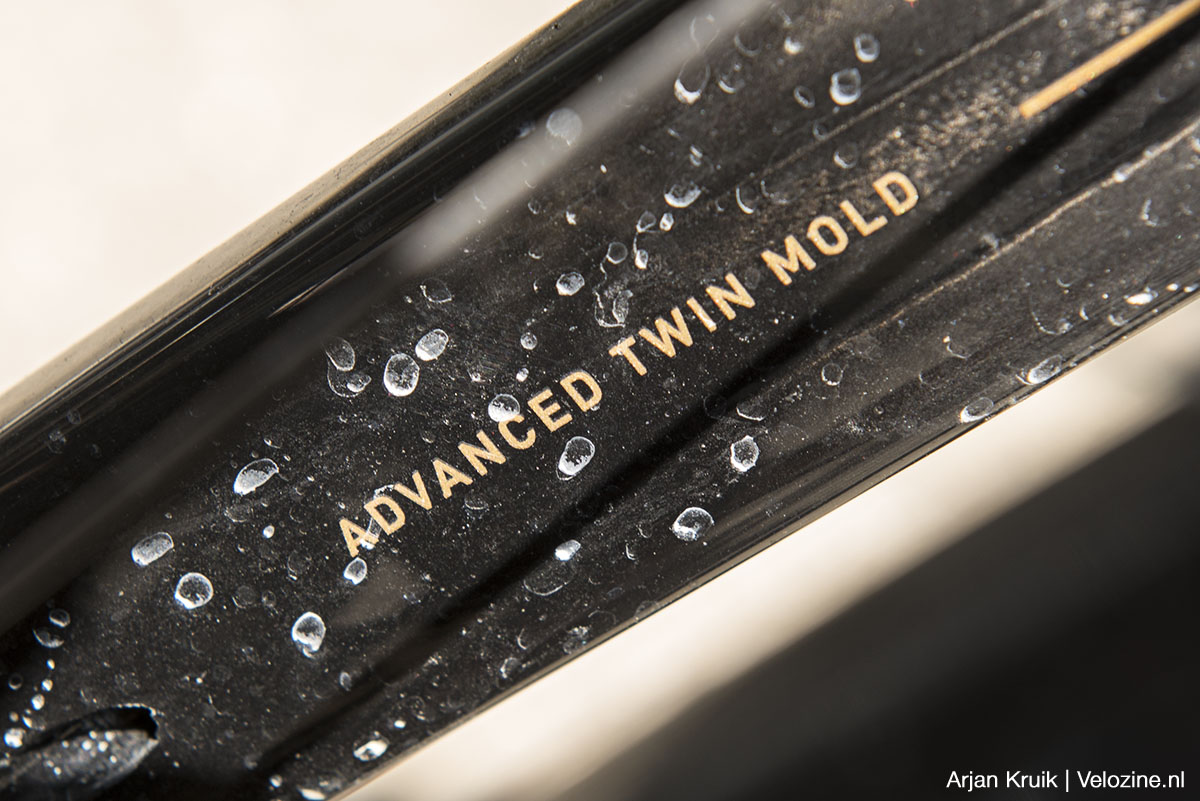 ADVANCED TWIN MOLD
Arjan Kruik | Velozine.nl